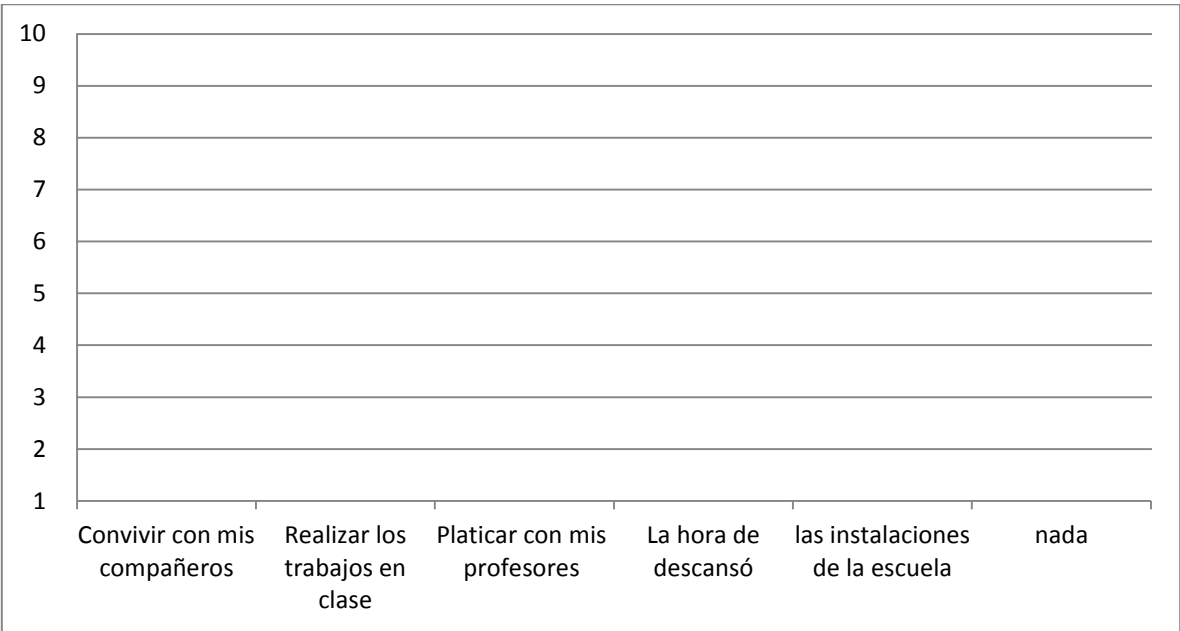 10
9
8
7
6
5
4
3
2
1
Convivir con mis
compañeros
Realizar los
trabajos en
clase
Platicar con mis
profesores
La hora de
descansó
las instalaciones
de la escuela
nada